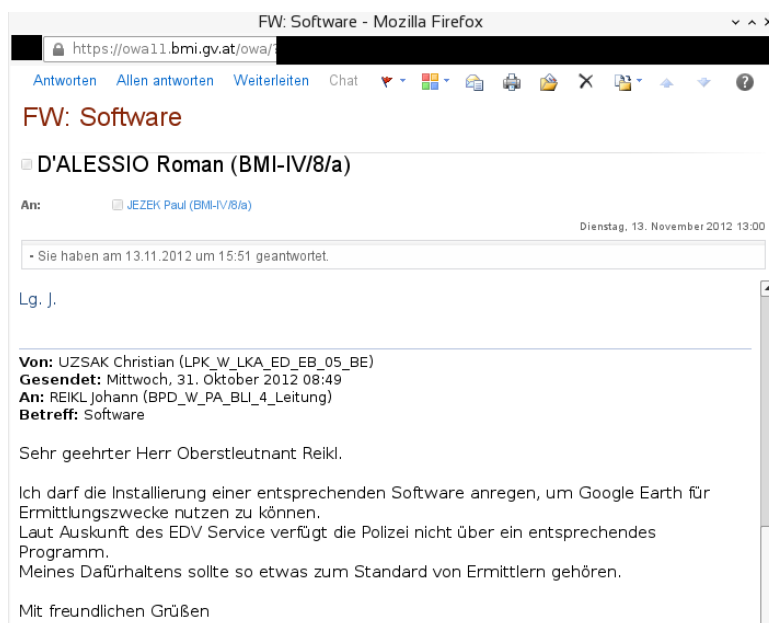 FW: Software - Mozilla Firefox
https://owa11.bmi.gv.at/owa/?
Antworten Allen antworten Weiterleiten Chat
FW: Software
D'ALESSIO Roman (BMI-IV/8/a)
An: JEZEK Paul (BMI-IV/8/a)
Dienstag, 13. November 2012 13:00
- Sie haben am 13.11.2012 um 15:51 geantwortet.
Lg. J.
Von: UZSAK Christian (LPK_W_LKA_ED_EB_05_BE)
Gesendet: Mittwoch, 31. Oktober 2012 08:49
An: REIKL Johann (BPD_W_PA_BLI_4_Leitung)
Betreff: Software
Sehr geehrter Herr Oberstleutnant Reikl.
Ich darf die Installierung einer entsprechenden Software anregen, um Google Earth für
Ermittlungszwecke nutzen zu können.
Laut Auskunft des EDV Service verfügt die Polizei nicht über ein entsprechendes
Programm.
Meines Dafürhaltens sollte so etwas zum Standard von Ermittlern gehören.
Mit freundlichen Grüßen